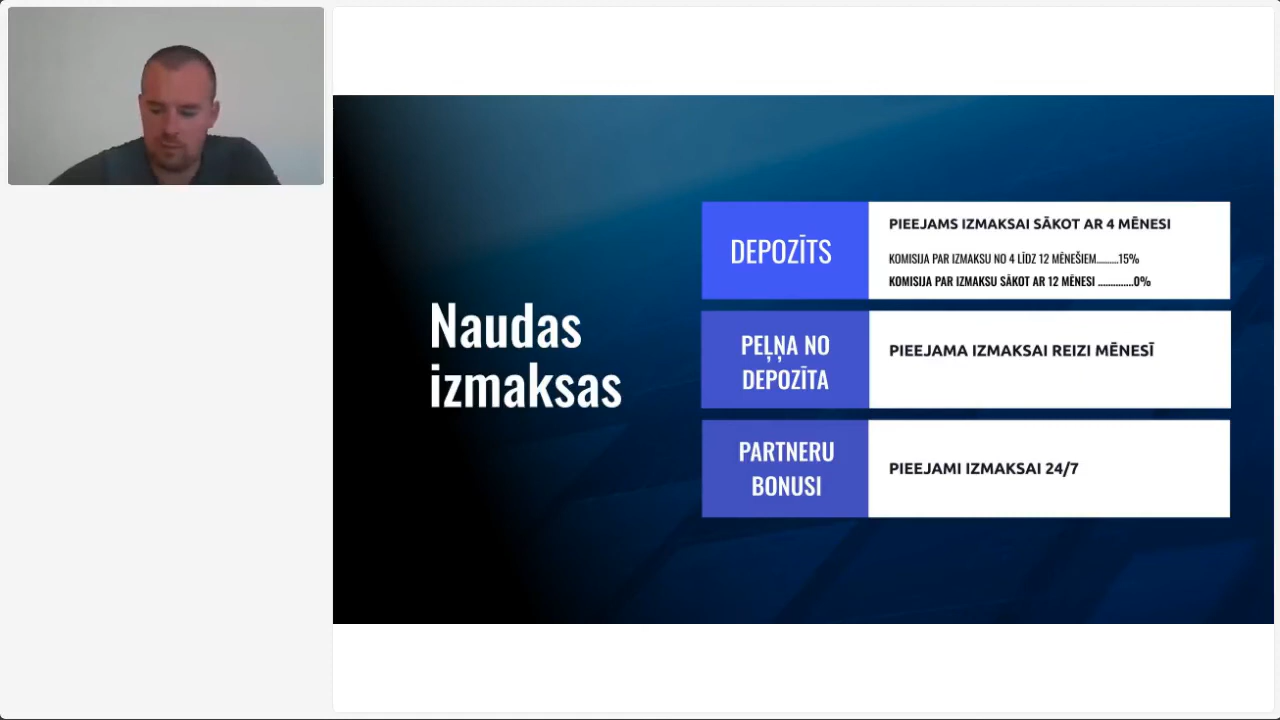 Naudas
izmaksas
DEPOZĪTS
PIEEJAMS IZMAKSAI SĀKOT AR 4 MĒNESI
KOMISIJA PAR IZMAKSU NO 4 LĪDZ 12 MĒNEŠIEM.........15%
KOMISIJA PAR IZMAKSU SĀKOT AR 12 MĒNESI .............0%
PEĻŅA NO
DEPOZĪTA
PIEEJAMA IZMAKSAI REIZI MĒNESĪ
PARTNERU
BONUSI
PIEEJAMI IZMAKSAI 24/7